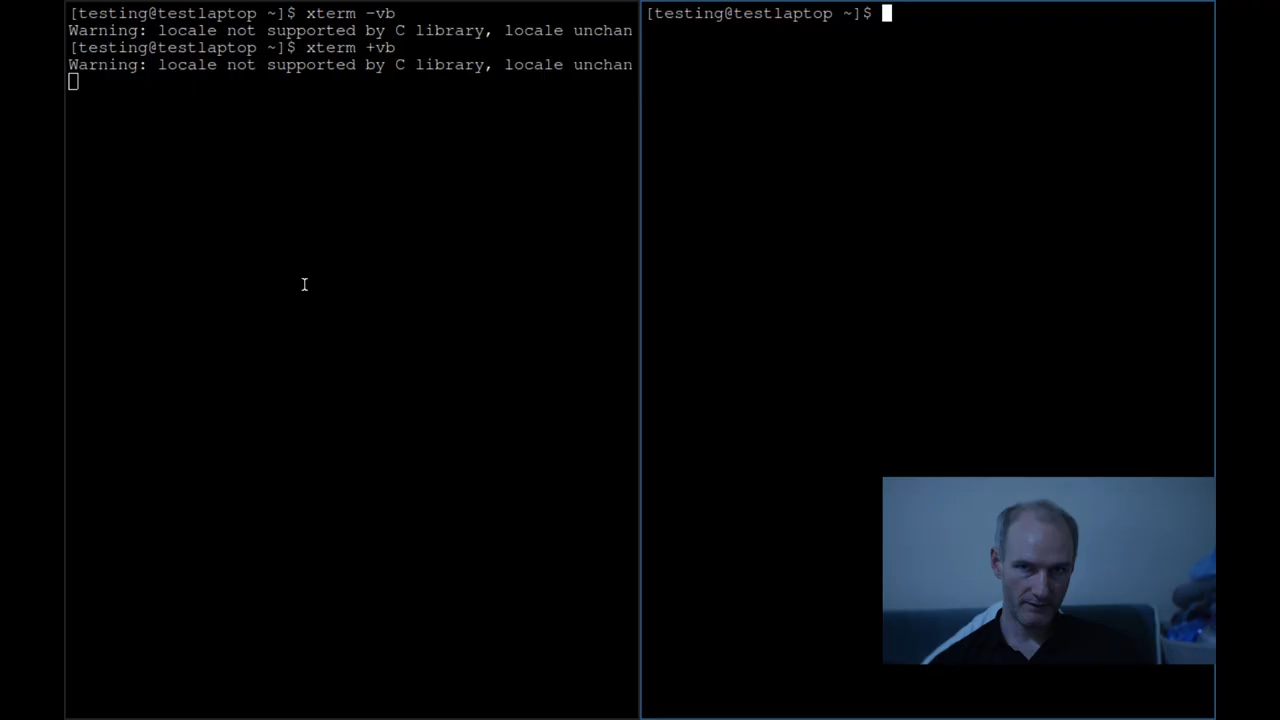 [testing@testlaptop ~]$ xterm -vb
Warning: locale not supported by C library, locale unchan
[testing@testlaptop ~]$ xterm +vb
Warning: locale not supported by C library, locale unchan
[testing@testlaptop ~]$